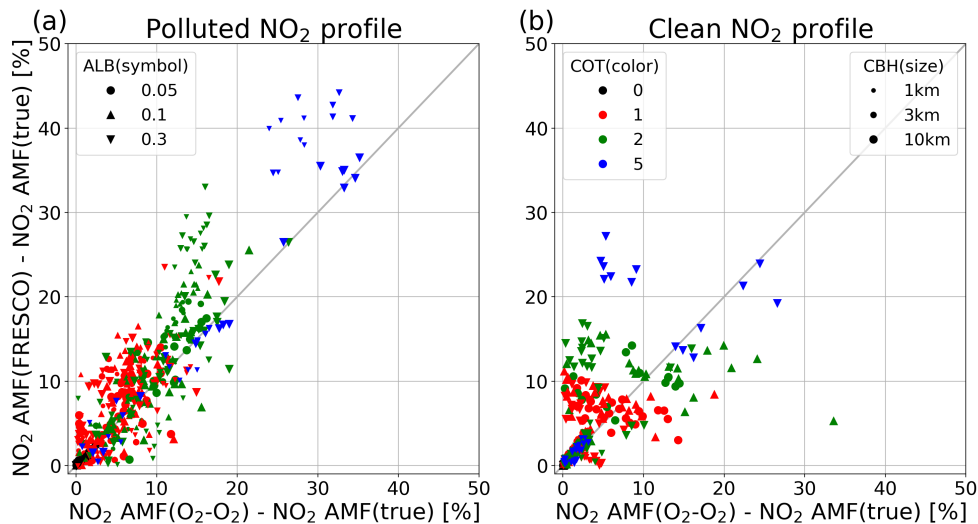 (a)
Polluted NO₂ profile
NO₂ AMF(FRESCO) - NO₂ AMF(true) [%]
50
40
30
20
10
0
ALB(symbol)
0.05
0.1
0.3
0 10 20 30 40 50
NO₂ AMF(O₂-O₂) - NO₂ AMF(true) [%]
(b)
Clean NO₂ profile
50
40
30
20
10
0
COT(color)
0
1
2
5
CBH(size)
1km
3km
10km
0 10 20 30 40 50
NO₂ AMF(O₂-O₂) - NO₂ AMF(true) [%]